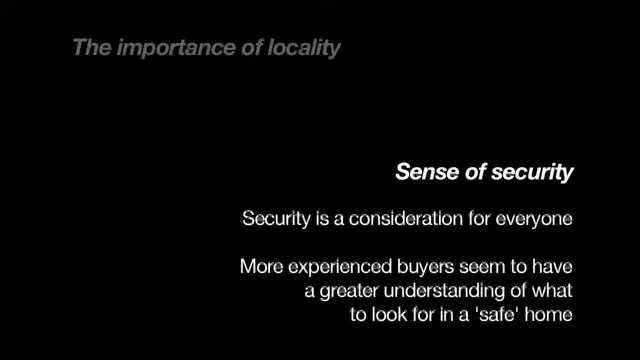 The importance of locality
Sense of security
Security is a consideration for everyone
More experienced buyers seem to have
a greater understanding of what
to look for in a 'safe' home